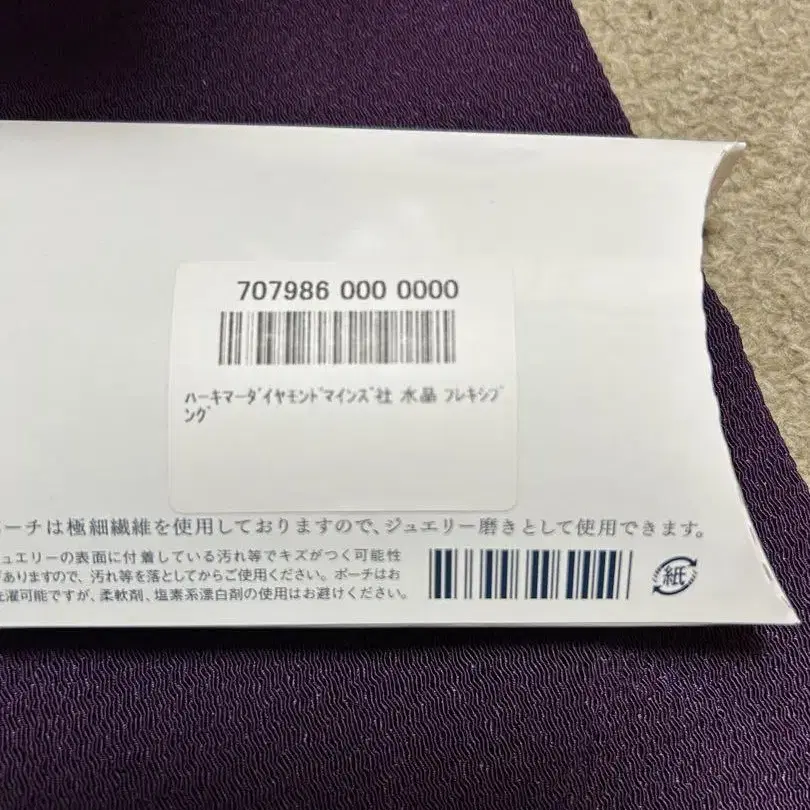 707986 000 0000
ﾊｰｷﾏｰﾀﾞｲﾔﾓﾝﾄﾞﾏｲﾝｽﾞ社 水晶 ﾌﾚｷｼﾌﾞ
ﾝｸﾞ
ーチは極細繊維を使用しておりますので、ジュエリー磨きとして使用できます。
ュエリーの表面に付着している汚れ等でキズがつく可能性
がありますので、汚れ等を落としてからご使用ください。ポーチはお
洗濯可能ですが、柔軟剤、塩素系漂白剤の使用はお避けください。
紙